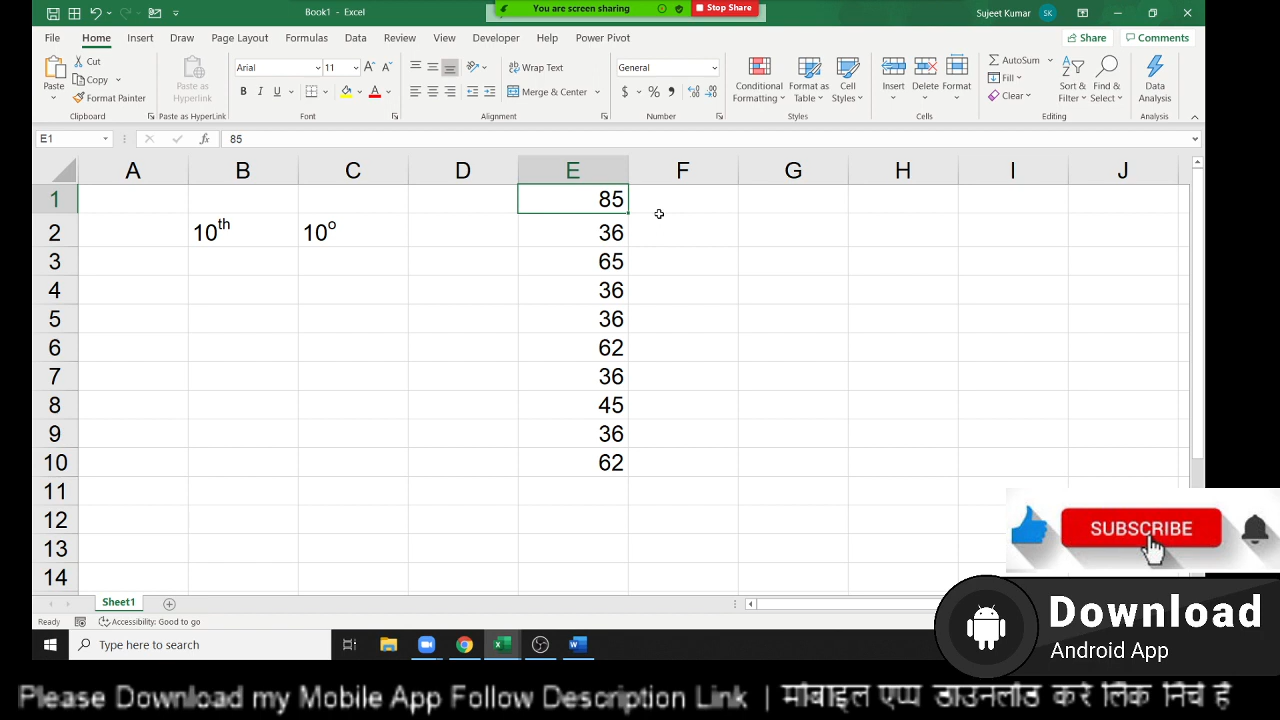 Book1 - Excel
You are screen sharing
Stop Share
Sujeet Kumar
SK
File Home Insert Draw Page Layout Formulas Data Review View Developer Help Power Pivot
Share
Comments
Paste
Cut
Copy
Format Painter
Clipboard
Paste as Hyperlink
Paste as HyperLink
Arial
11
B I U
Font
Wrap Text
Merge & Center
Alignment
General
$ % ,
Number
Conditional Formatting
Format as Table
Cell Styles
Styles
Insert
Delete
Format
Cells
AutoSum
Fill
Clear
Sort & Filter
Find & Select
Editing
Data Analysis
Analysis
E1
fx
85
A B C D E F G H I J
1 85
2 10th 10o 36
3 65
4 36
5 36
6 62
7 36
8 45
9 36
10 62
11
12
13
14
SUBSCRIBE
Sheet1
Ready
Accessibility: Good to go
Download
Android App
Type here to search
Please Download my Mobile App Follow Description Link | मोबाइल एप्प डाउनलोड करे लिंक निचे है